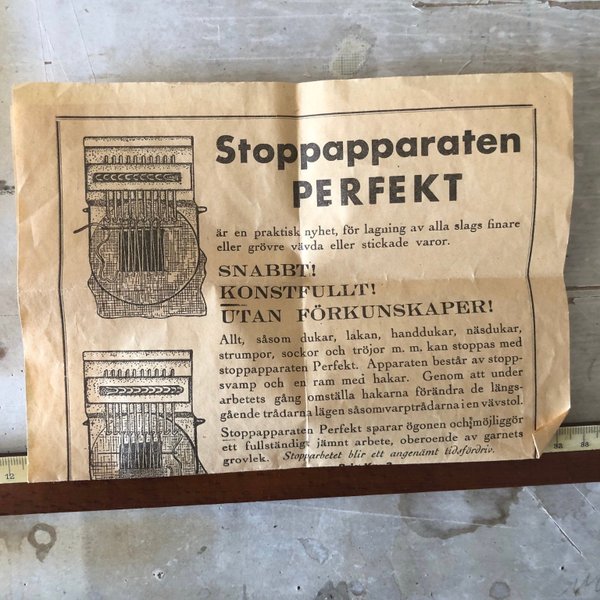 Stoppapparaten
PERFEKT
är en praktisk nyhet, för lagning av alla slags finare
eller grövre vävda eller stickade varor.
SNABBT!
KONSTFULLT!
UTAN FÖRKUNSKAPER!
Allt, såsom dukar, lakan, handdukar, näsdukar,
strumpor, sockor och tröjor m. m. kan stoppas med
stoppapparaten Perfekt. Apparaten består av stopp-
svamp och en ram med hakar. Genom att under
arbetets gång omställa hakarna förändra de längs-
gående trådarna lägen såsom varptrådarna i en vävstol.
Stoppapparaten Perfekt sparar ögonen och möjliggör
ett fullständigt jämnt arbete, oberoende av garnets
grovlek. Stopparbetet blir ett angenämt tidsfördriv.
12